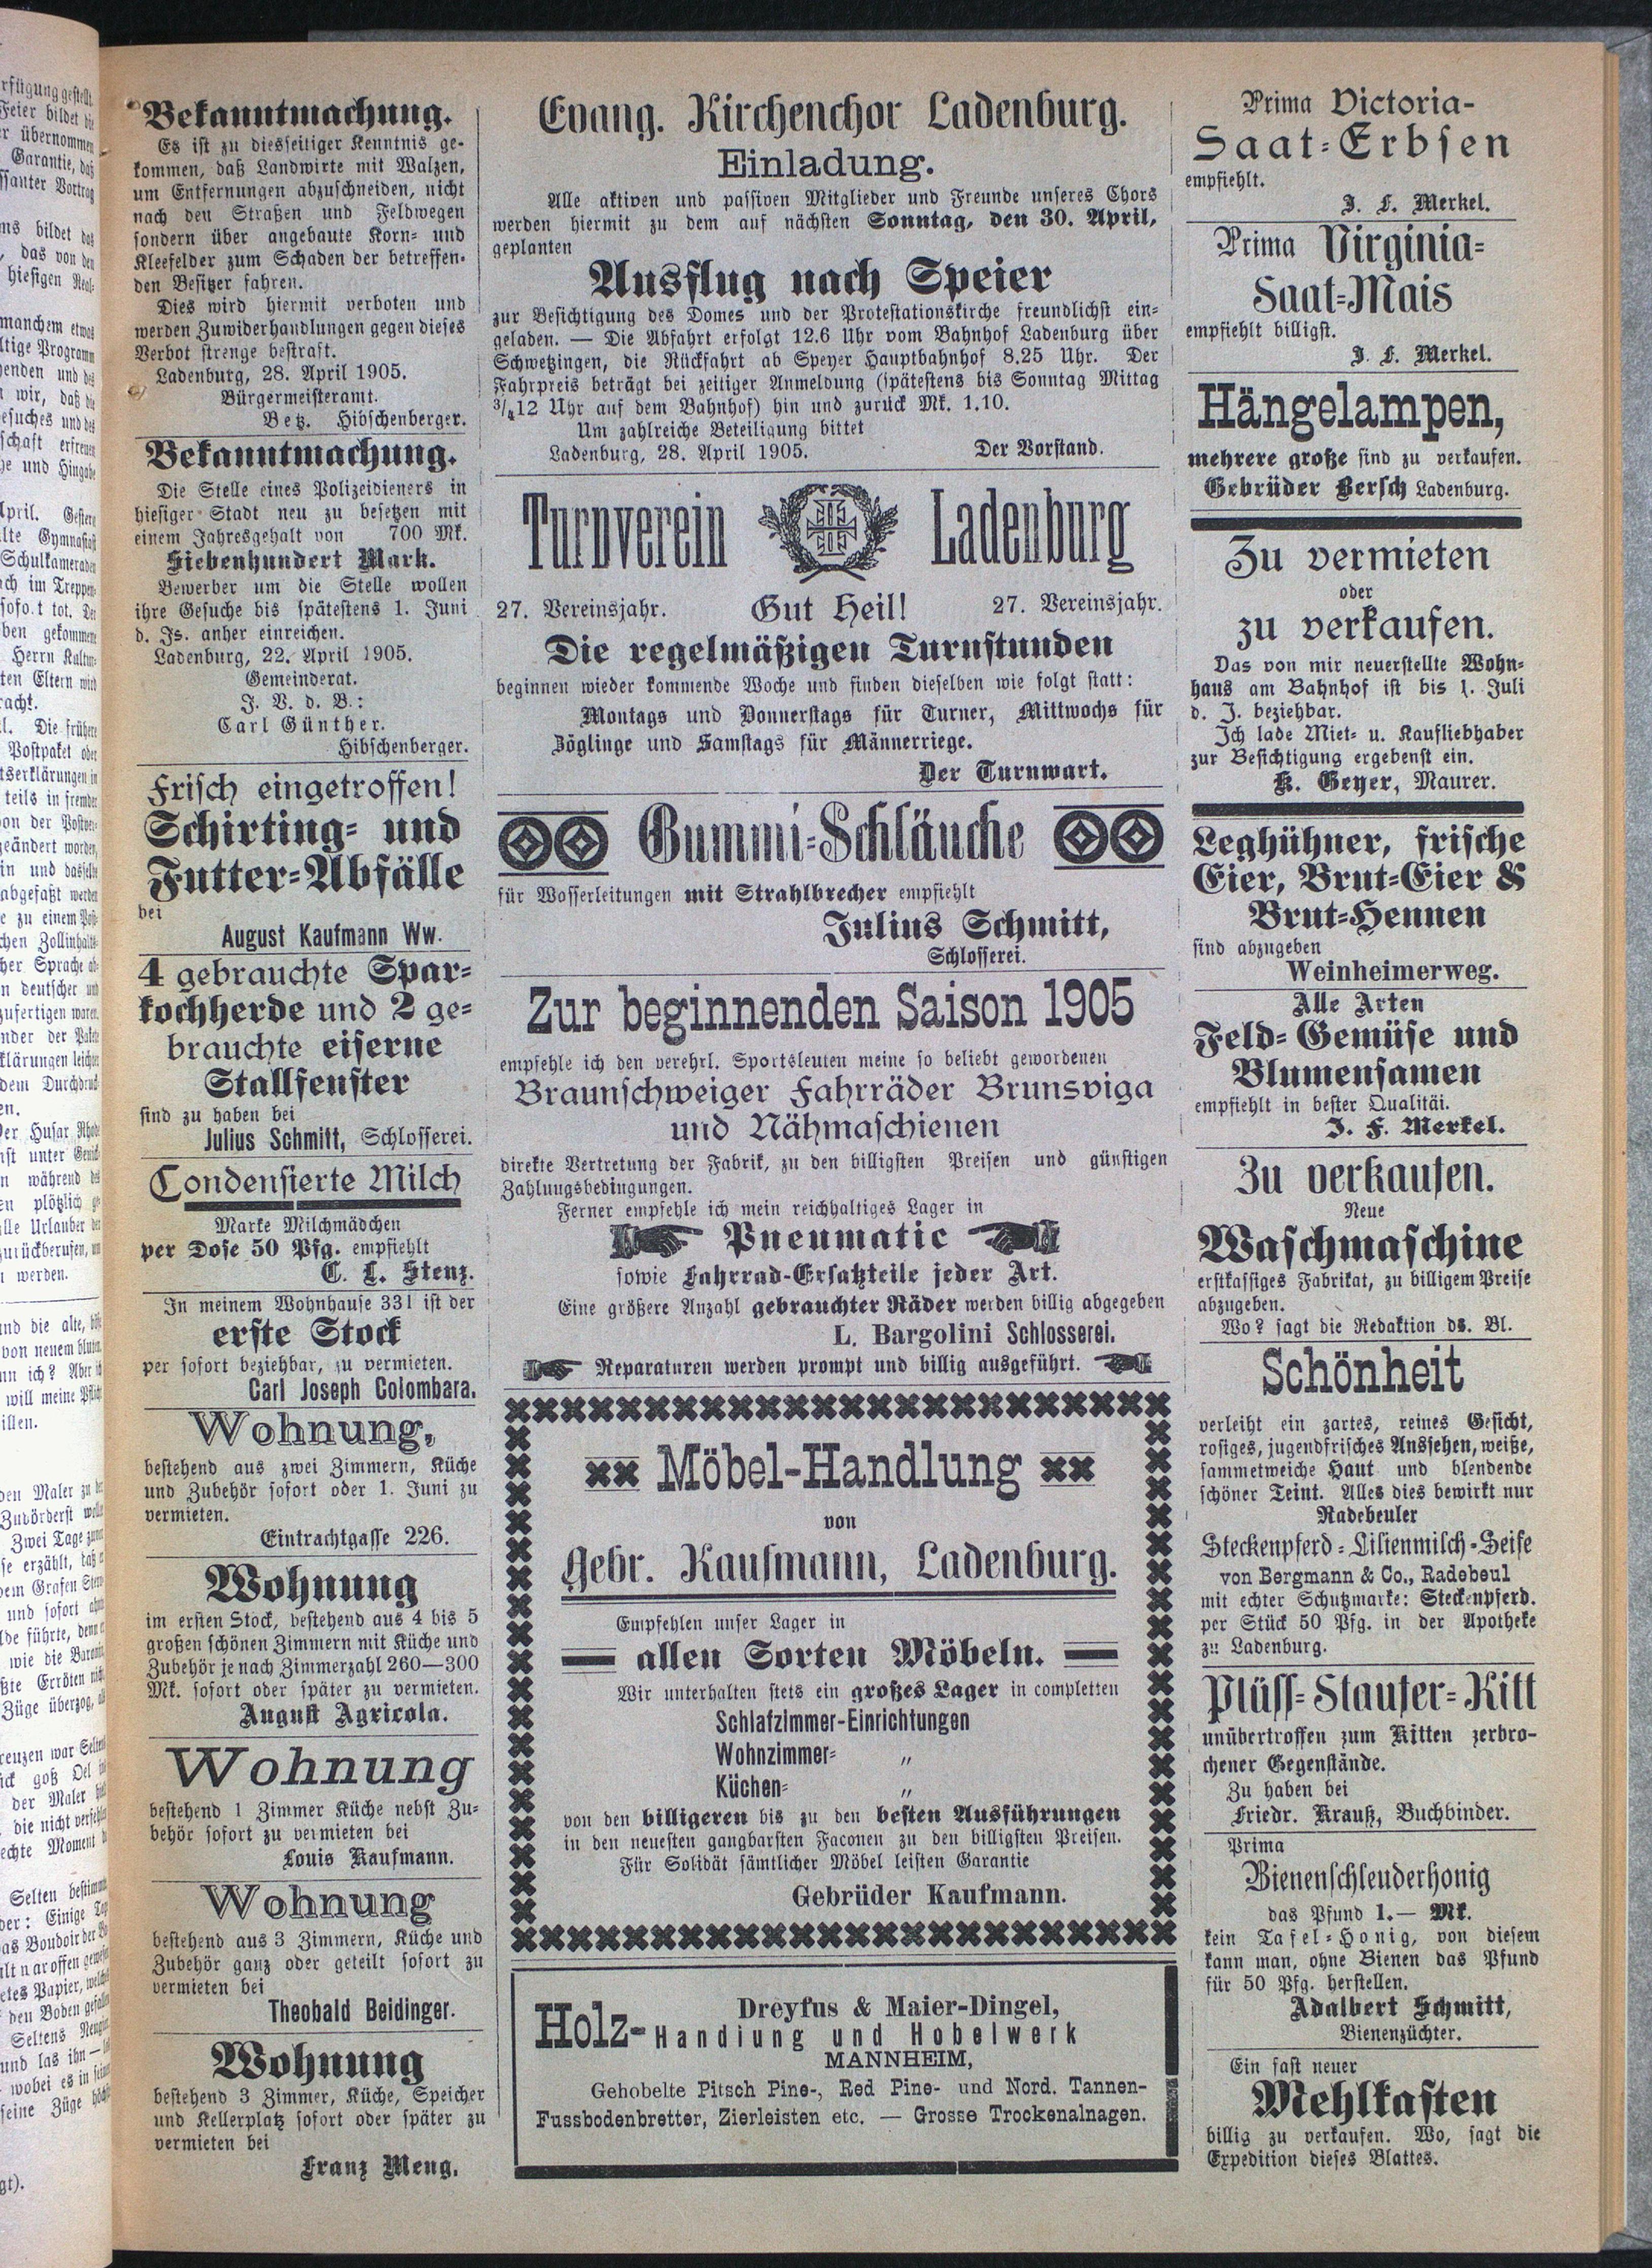 Bekanntmachung.
Es ist zu diesseitiger Kenntnis ge-
kommen, daß Landwirte mit Walzen,
um Entfernungen abzuschneiden, nicht
nach den Straßen und Feldwegen
sondern über angebaute Korn- und
Kleefelder zum Schaden der betreffen-
den Besitzer fahren.
Dies wird hiermit verboten und
werden Zuwiderhandlungen gegen dieses
Verbot strenge bestraft.
Ladenburg, 28. April 1905.
Bürgermeisteramt.
Betz. Hibschenberger.
Bekanntmachung.
Die Stelle eines Polizeidieners in
hiesiger Stadt neu zu besetzen mit
einem Jahresgehalt von 700 Mk.
Siebenhundert Mark.
Bewerber um die Stelle wollen
ihre Gesuche bis spätestens 1. Juni
d. Js. anher einreichen.
Ladenburg, 22. April 1905.
Gemeinderat.
J. V. d. B.:
Carl Günther.
Hibschenberger.
Frisch eingetroffen!
Schirting- und
Futter-Abfälle
bei
August Kaufmann Ww.
4 gebrauchte Spar-
kochherde und 2 ge-
brauchte eiserne
Stallfenster
sind zu haben bei
Julius Schmitt, Schlosserei.
Condensierte Milch
Marke Milchmädchen
per Dose 50 Pfg. empfiehlt
C. L. Stenz.
In meinem Wohnhause 331 ist der
erste Stock
per sofort beziehbar, zu vermieten.
Carl Joseph Colombara.
Wohnung,
bestehend aus zwei Zimmern, Küche
und Zubehör sofort oder 1. Juni zu
vermieten.
Eintrachtgasse 226.
Wohnung
im ersten Stock, bestehend aus 4 bis 5
großen schönen Zimmern mit Küche und
Zubehör je nach Zimmerzahl 260—300
Mk. sofort oder später zu vermieten.
August Agricola.
Wohnung
bestehend 1 Zimmer Küche nebst Zu-
behör sofort zu vermieten bei
Louis Kaufmann.
Wohnung
bestehend aus 3 Zimmern, Küche und
Zubehör ganz oder geteilt sofort zu
vermieten bei
Theobald Beidinger.
Wohnung
bestehend 3 Zimmer, Küche, Speicher
und Kellerplatz sofort oder später zu
vermieten bei
Franz Meng.
Evang. Kirchenchor Ladenburg.
Einladung.
Alle aktiven und passiven Mitglieder und Freunde unseres Chors
werden hiermit zu dem auf nächsten Sonntag, den 30. April,
geplanten
Ausflug nach Speier
zur Besichtigung des Domes und der Protestationskirche freundlichst ein-
geladen. — Die Abfahrt erfolgt 12.6 Uhr vom Bahnhof Ladenburg über
Schwetzingen, die Rückfahrt ab Speyer Hauptbahnhof 8.25 Uhr. Der
Fahrpreis beträgt bei zeitiger Anmeldung (spätestens bis Sonntag Mittag
3/412 Uhr auf dem Bahnhof) hin und zurück Mk. 1.10.
Um zahlreiche Beteiligung bittet
Ladenburg, 28. April 1905. Der Vorstand.
Turnverein Ladenburg
27. Vereinsjahr. Gut Heil! 27. Vereinsjahr.
Die regelmäßigen Turnstunden
beginnen wieder kommende Woche und finden dieselben wie folgt statt:
Montags und Donnerstags für Turner, Mittwochs für
Zöglinge und Samstags für Männerriege.
Der Turnwart.
Gummi-Schläuche
für Wasserleitungen mit Strahlbrecher empfiehlt
Julius Schmitt,
Schlosserei.
Zur beginnenden Saison 1905
empfehle ich den verehrl. Sportsleuten meine so beliebt gewordenen
Braunschweiger Fahrräder Brunsviga
und Nähmaschienen
direkte Vertretung der Fabrik, zu den billigsten Preisen und günstigen
Zahlungsbedingungen.
Ferner empfehle ich mein reichhaltiges Lager in
Pneumatic
sowie Fahrrad-Ersatzteile jeder Art.
Eine größere Anzahl gebrauchter Räder werden billig abgegeben
L. Bargolini Schlosserei.
Reparaturen werden prompt und billig ausgeführt.
Möbel-Handlung
von
Gebr. Kaufmann, Ladenburg.
Empfehlen unser Lager in
allen Sorten Möbeln.
Wir unterhalten stets ein großes Lager in completten
Schlafzimmer-Einrichtungen
Wohnzimmer- „
Küchen- „
von den billigeren bis zu den besten Ausführungen
in den neuesten gangbarsten Faconen zu den billigsten Preisen.
Für Solidät sämtlicher Möbel leisten Garantie
Gebrüder Kaufmann.
Dreyfus & Maier-Dingel,
Holz-Handlung und Hobelwerk
MANNHEIM,
Gehobelte Pitsch Pine-, Red Pine- und Nord. Tannen-
Fussbodenbretter, Zierleisten etc. — Grosse Trockenalnagen.
Prima Victoria-
Saat-Erbsen
empfiehlt.
J. F. Merkel.
Prima Virginia-
Saat-Mais
empfiehlt billigst.
J. F. Merkel.
Hängelampen,
mehrere große sind zu verkaufen.
Gebrüder Bersch Ladenburg.
Zu vermieten
oder
zu verkaufen.
Das von mir neuerstellte Wohn-
haus am Bahnhof ist bis 1. Juli
d. J. beziehbar.
Ich lade Miet- u. Kaufliebhaber
zur Besichtigung ergebenst ein.
K. Geyer, Maurer.
Leghühner, frische
Eier, Brut-Eier &
Brut-Hennen
sind abzugeben
Weinheimerweg.
Alle Arten
Feld-Gemüse und
Blumensamen
empfiehlt in bester Qualität.
J. F. Merkel.
Zu verkaufen.
Neue
Waschmaschine
erstkassiges Fabrikat, zu billigem Preise
abzugeben.
Wo? sagt die Redaktion ds. Bl.
Schönheit
verleiht ein zartes, reines Gesicht,
rosiges, jugendfrisches Aussehen, weiße,
sammetweiche Haut und blendende
schöner Teint. Alles dies bewirkt nur
Radebeuler
Steckenpferd-Lilienmilch-Seife
von Bergmann & Co., Radebeul
mit echter Schutzmarke: Steckenpferd.
per Stück 50 Pfg. in der Apotheke
zu Ladenburg.
Plüss-Staufer-Kitt
unübertroffen zum Kitten zerbro-
chener Gegenstände.
Zu haben bei
Friedr. Krauß, Buchbinder.
Prima
Bienenschleuderhonig
das Pfund 1.— Mk.
kein Tafel-Honig, von diesem
kann man, ohne Bienen das Pfund
für 50 Pfg. herstellen.
Adalbert Schmitt,
Bienenzüchter.
Ein fast neuer
Mehlkasten
billig zu verkaufen. Wo, sagt die
Expedition dieses Blattes.